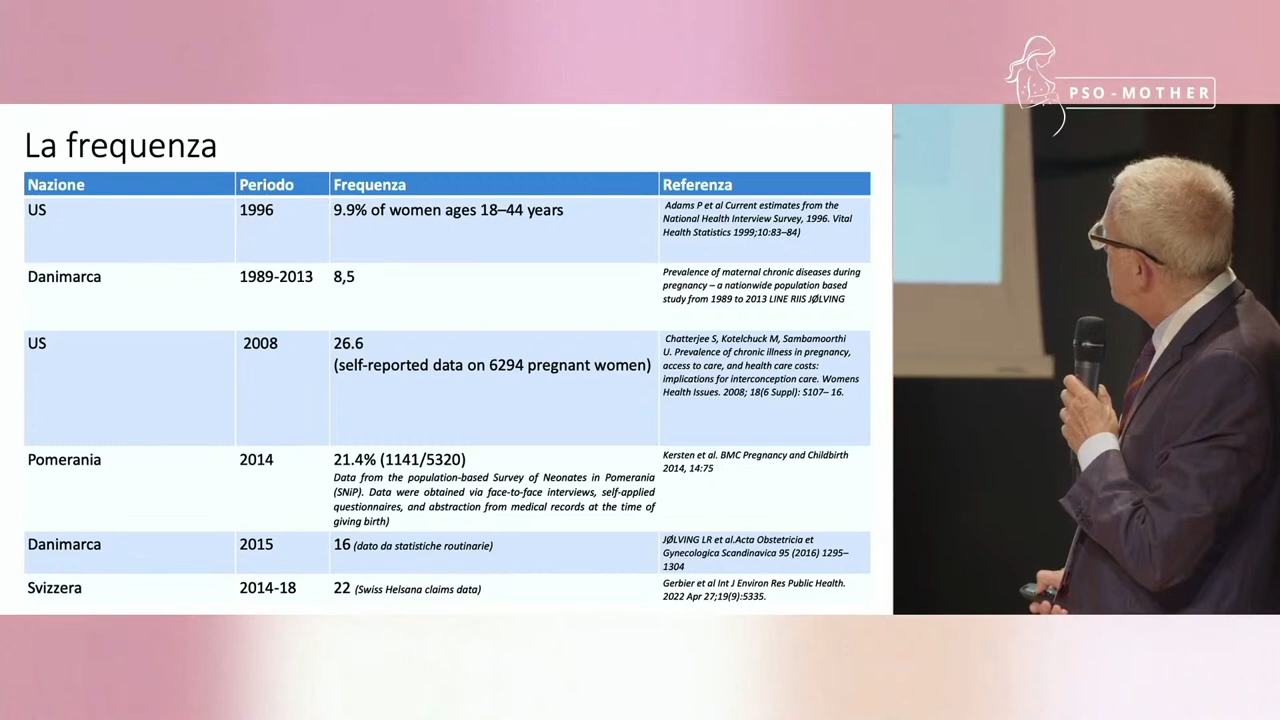 PSO-MOTHER
La frequenza
Nazione Periodo Frequenza Referenza
US 1996 9.9% of women ages 18–44 years
Adams P et al Current estimates from the
National Health Interview Survey, 1996. Vital
Health Statistics 1999;10:83–84)
Danimarca 1989-2013 8,5
Prevalence of maternal chronic diseases during
pregnancy – a nationwide population based
study from 1989 to 2013 LINE RIIS JØLVING
US 2008 26.6
(self-reported data on 6294 pregnant women)
Chatterjee S, Kotelchuck M, Sambamoorthi
U. Prevalence of chronic illness in pregnancy,
access to care, and health care costs:
implications for interconception care. Womens
Health Issues. 2008; 18(6 Suppl): S107– 16.
Pomerania 2014 21.4% (1141/5320)
Data from the population-based Survey of Neonates in Pomerania
(SNiP). Data were obtained via face-to-face interviews, self-applied
questionnaires, and abstraction from medical records at the time of
giving birth)
Kersten et al. BMC Pregnancy and Childbirth
2014, 14:75
Danimarca 2015 16 (dato da statistiche routinarie)
JØLVING LR et al.Acta Obstetricia et
Gynecologica Scandinavica 95 (2016) 1295–
1304
Svizzera 2014-18 22 (Swiss Helsana claims data)
Gerbier et al Int J Environ Res Public Health.
2022 Apr 27;19(9):5335.